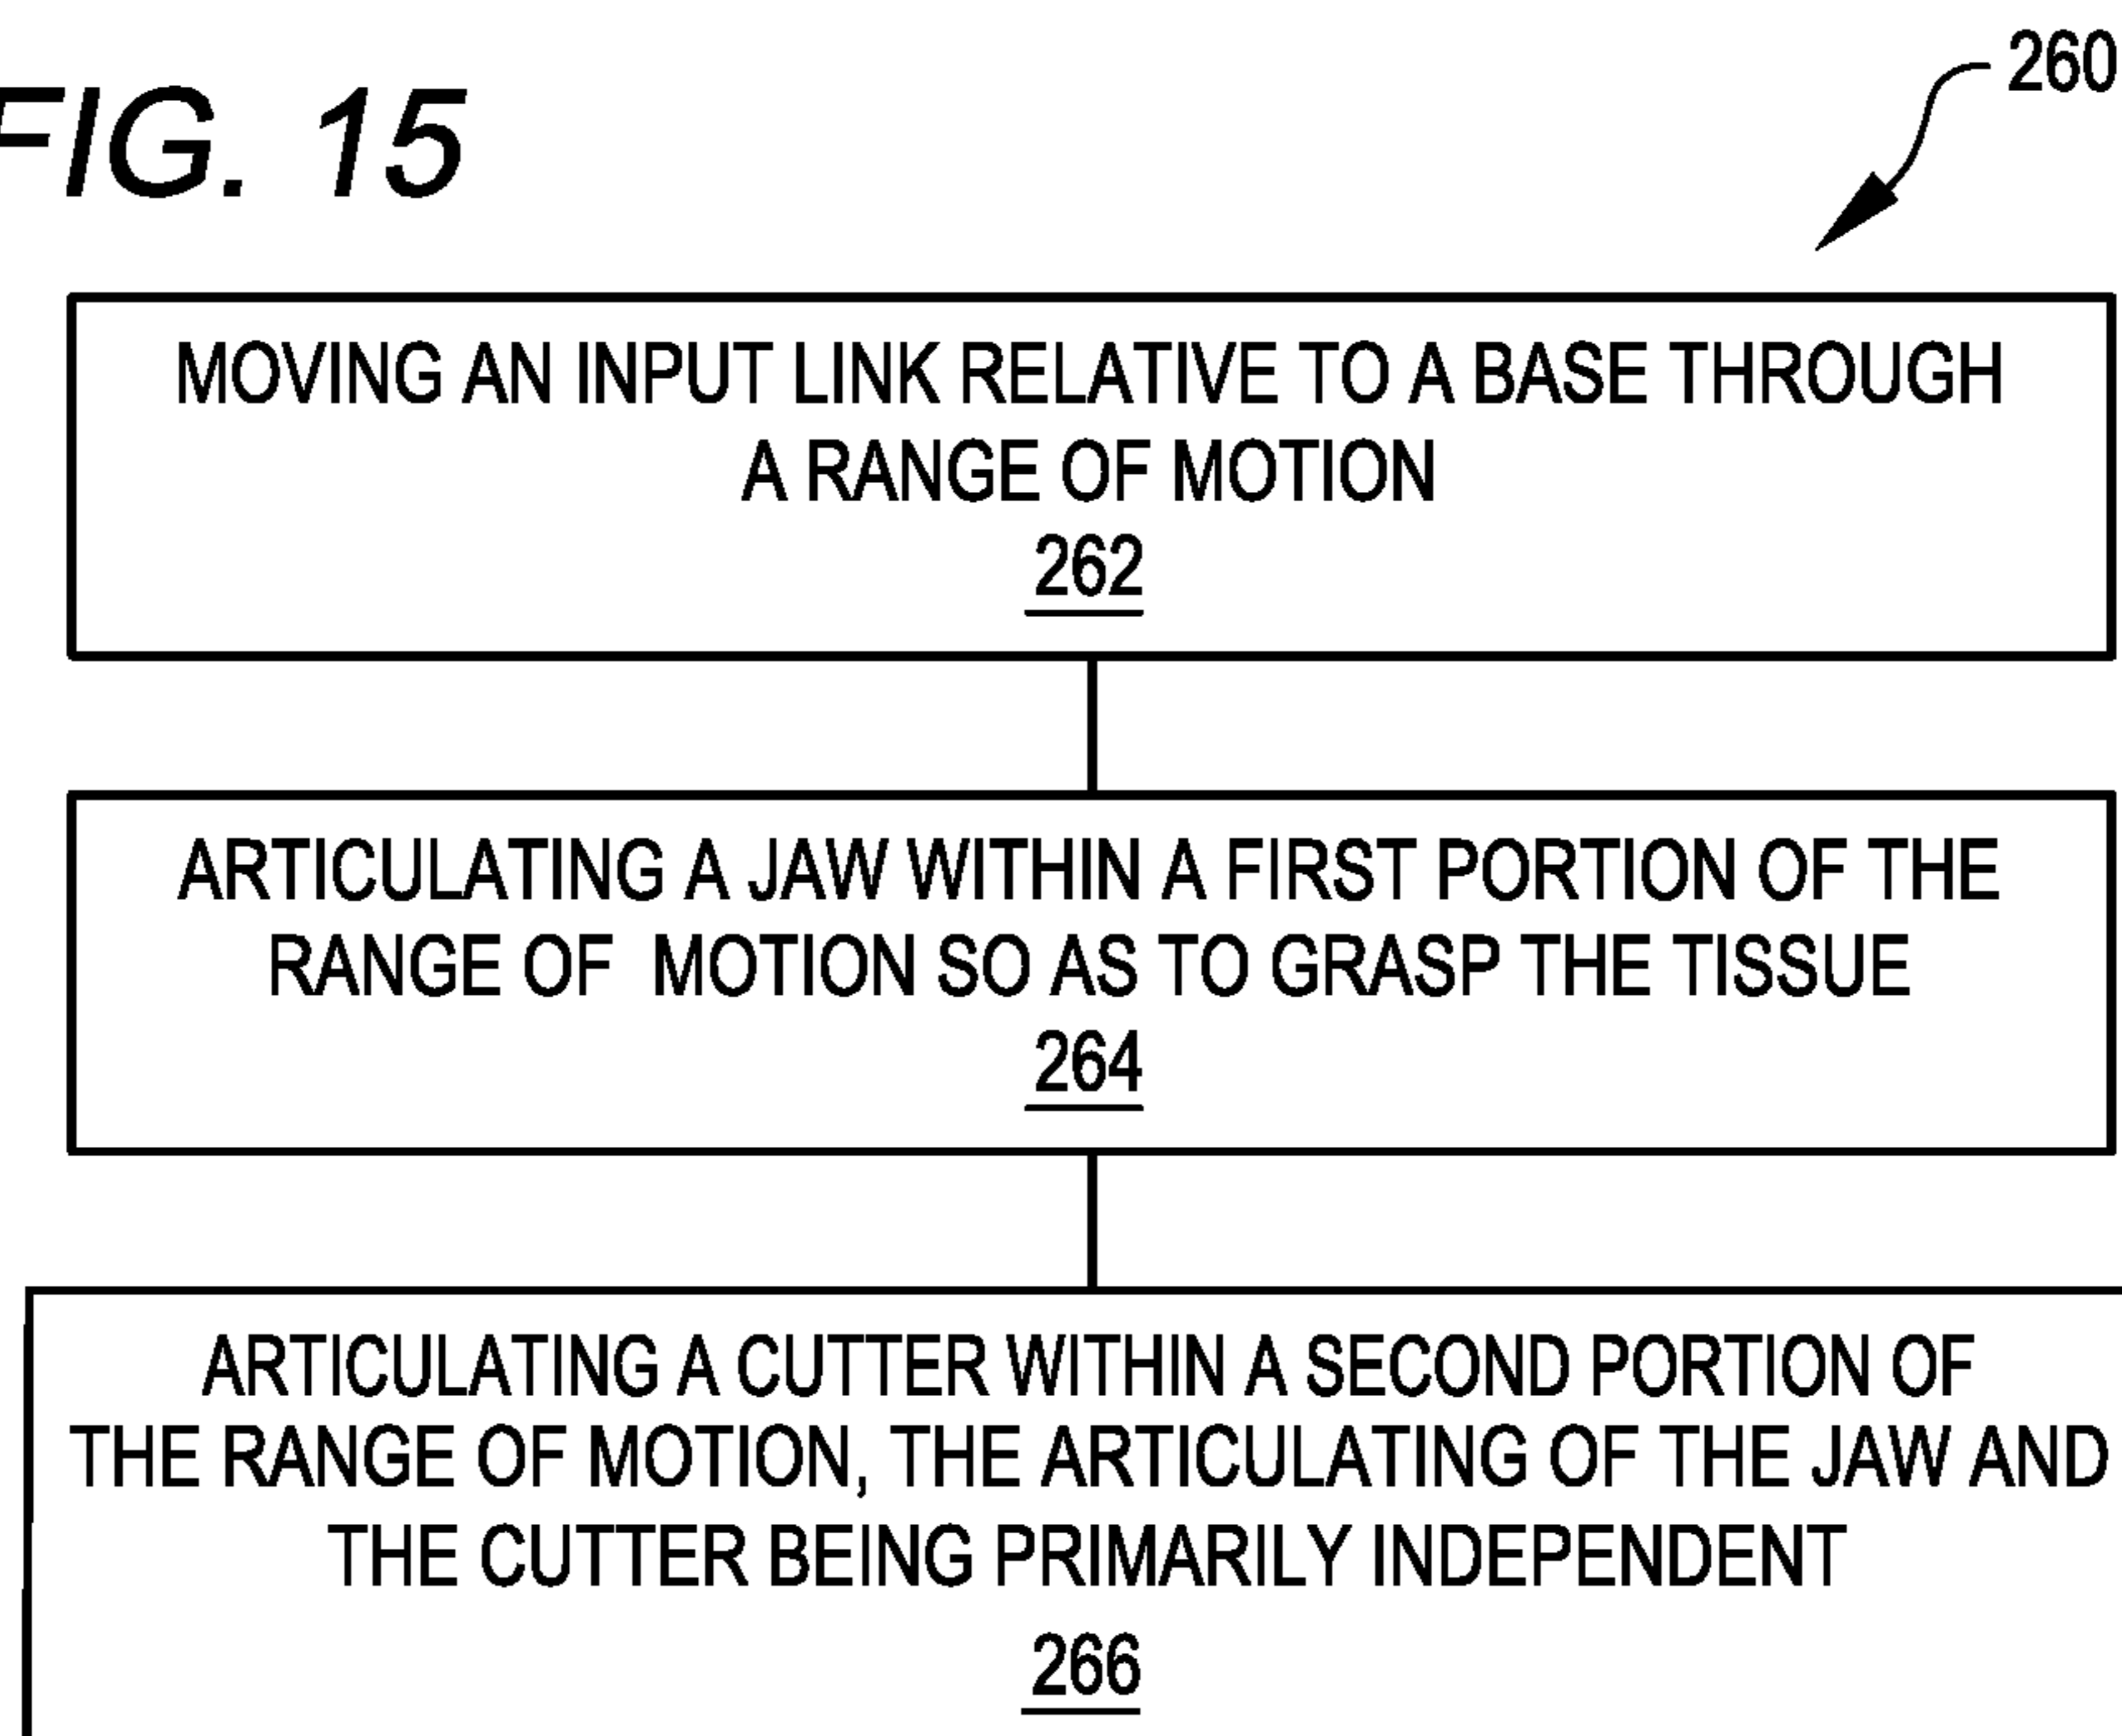 FIG. 15
260
MOVING AN INPUT LINK RELATIVE TO A BASE THROUGH
A RANGE OF MOTION
262
ARTICULATING A JAW WITHIN A FIRST PORTION OF THE
RANGE OF MOTION SO AS TO GRASP THE TISSUE
264
ARTICULATING A CUTTER WITHIN A SECOND PORTION OF
THE RANGE OF MOTION, THE ARTICULATING OF THE JAW AND
THE CUTTER BEING PRIMARILY INDEPENDENT
266